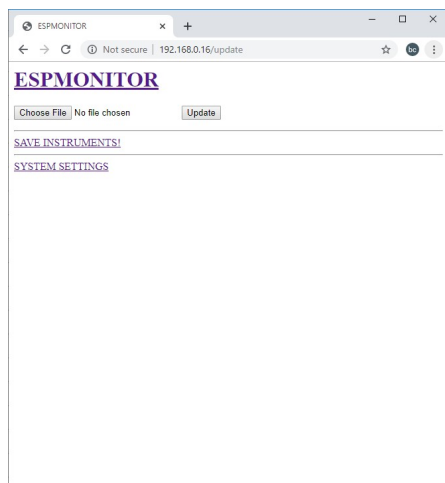 ESPMONITOR
Not secure | 192.168.0.16/update
bc
ESPMONITOR
Choose File No file chosen Update
SAVE INSTRUMENTS!
SYSTEM SETTINGS